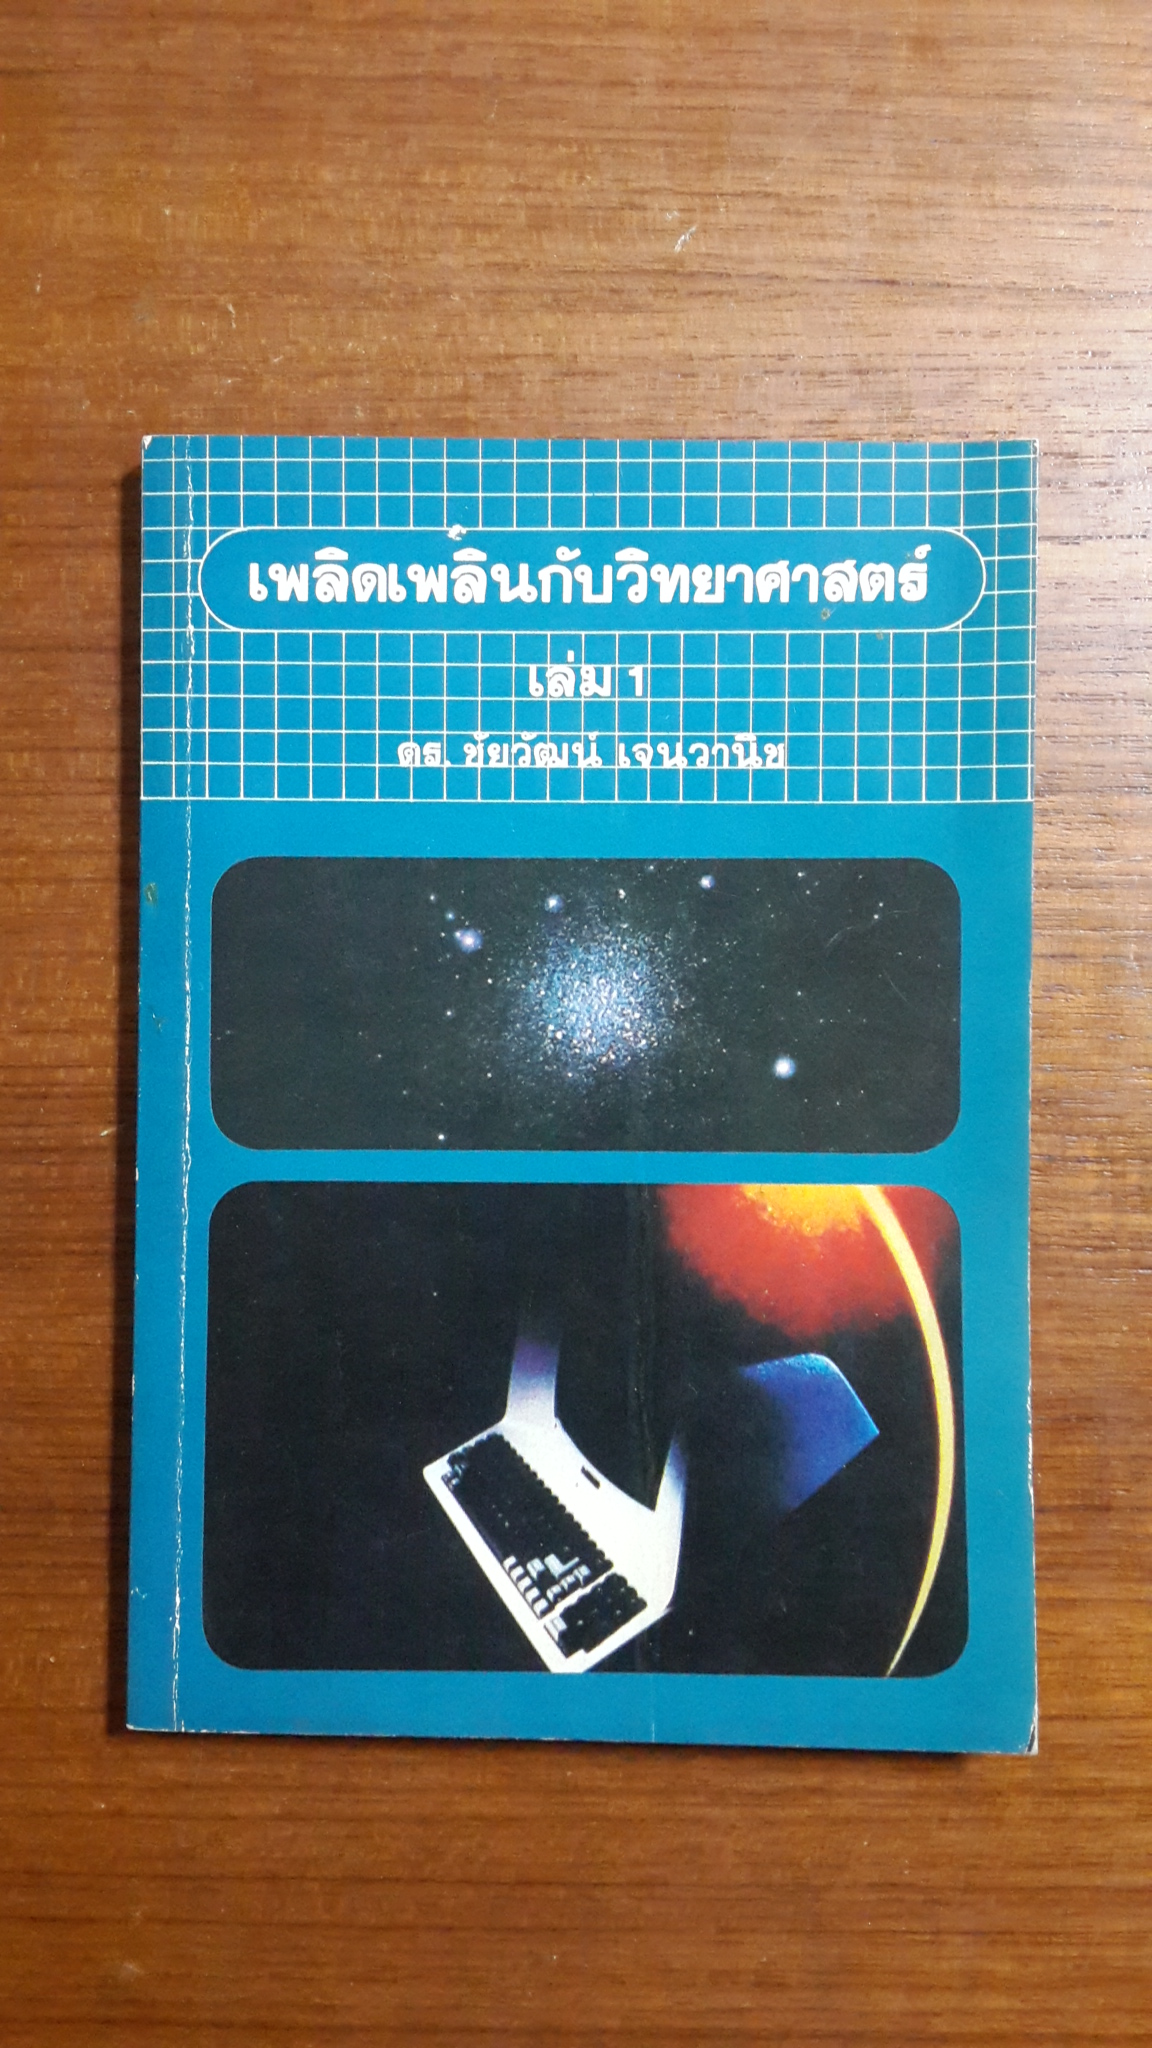 เพลิดเพลินกับวิทยาศาสตร์
เล่ม 1
ดร. ชัยวัฒน์ เจนวานิช